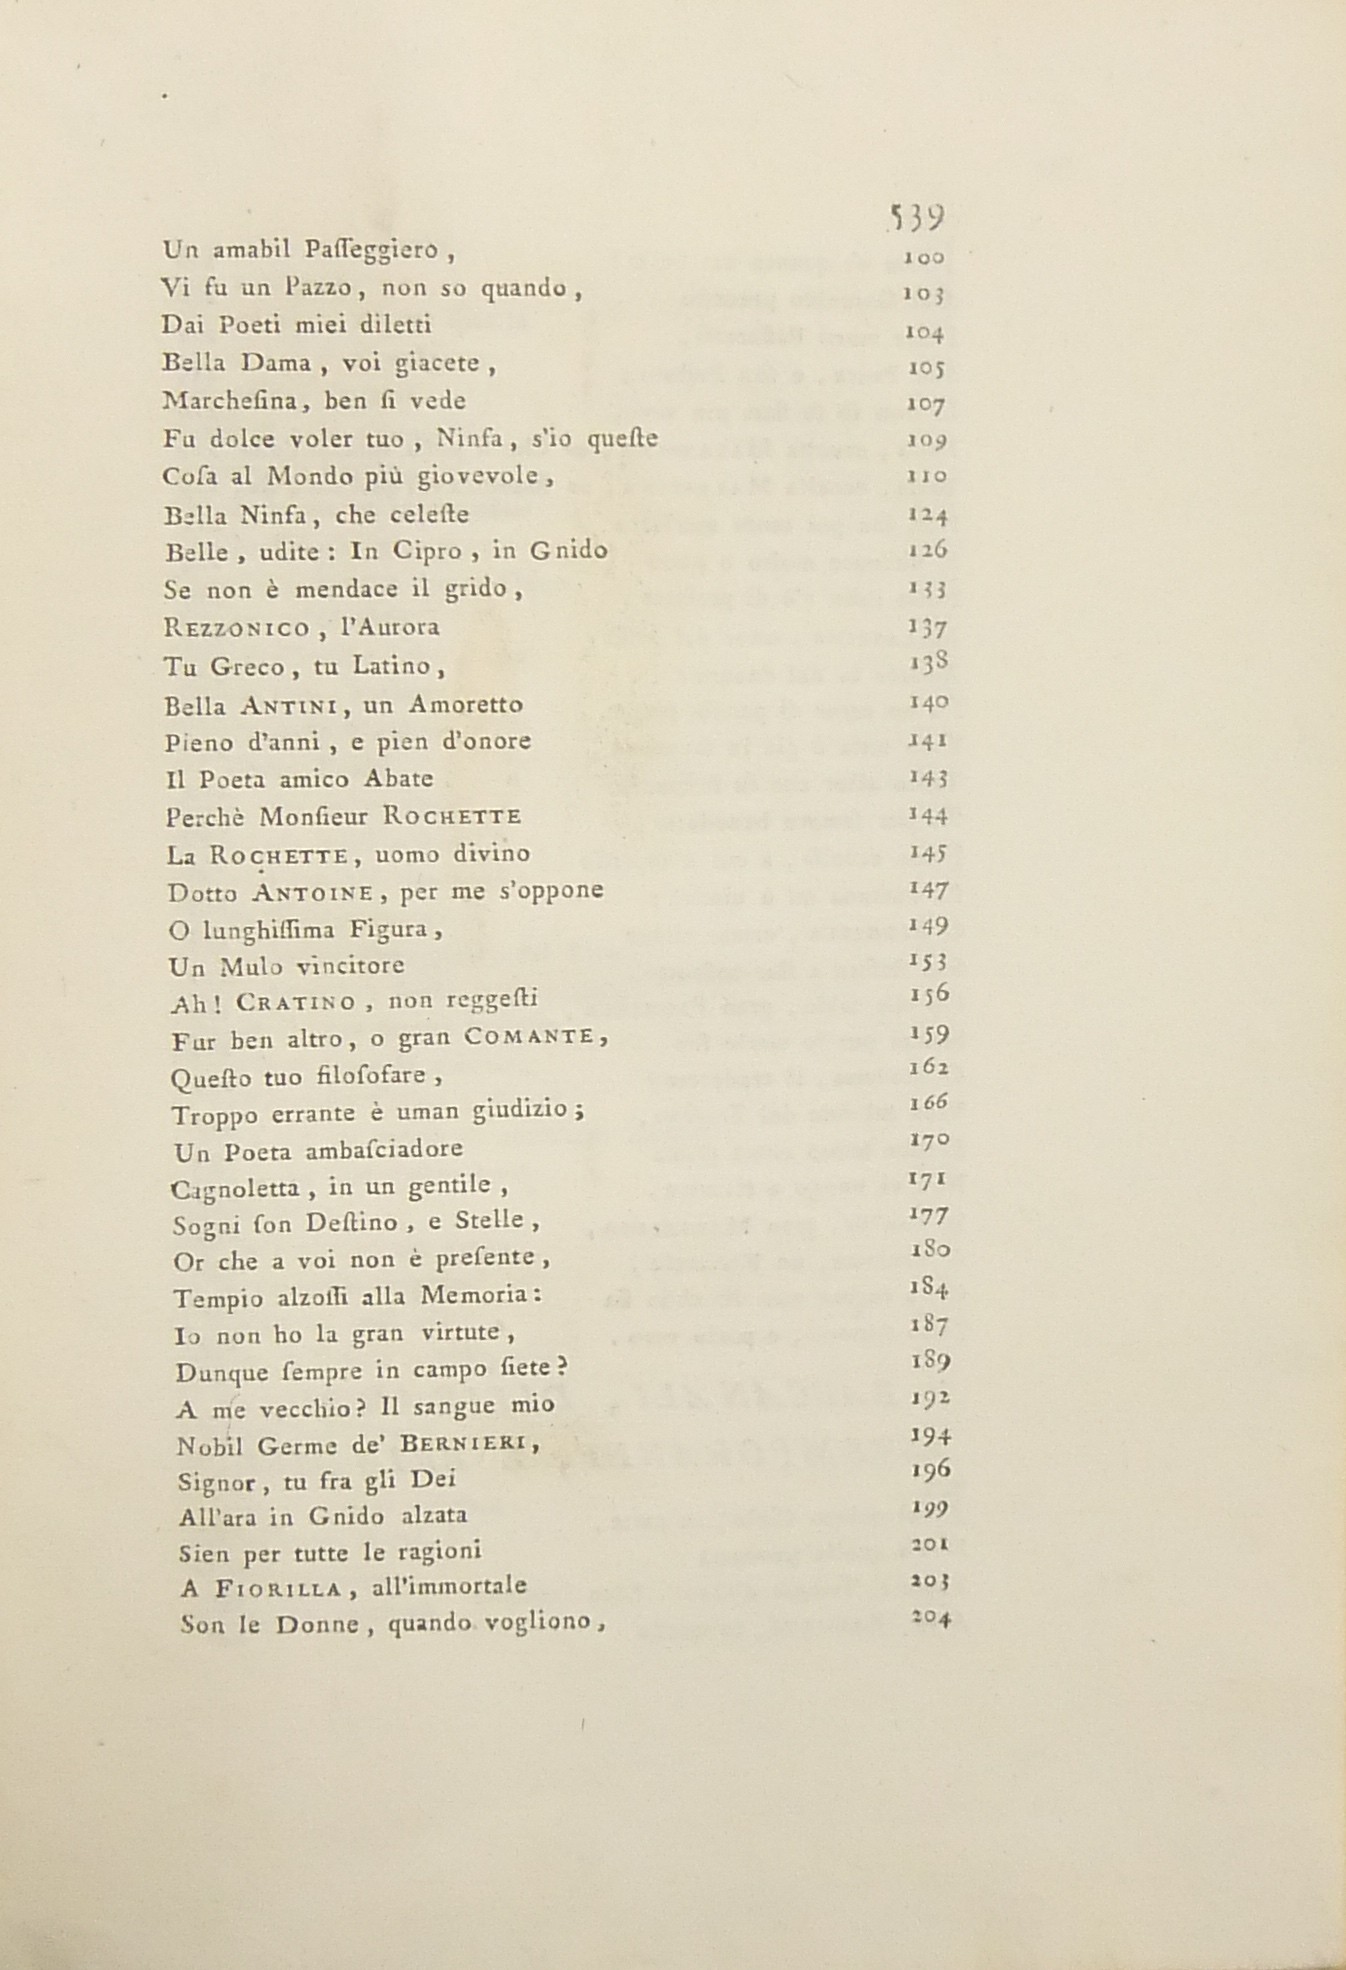 539
Un amabil Paſſeggiero, 100
Vi fu un Pazzo, non so quando, 103
Dai Poeti miei diletti 104
Bella Dama, voi giacete, 105
Marcheſina, ben ſi vede 107
Fu dolce voler tuo, Ninfa, s'io queſte 109
Coſa al Mondo più giovevole, 110
Bella Ninfa, che celeſte 124
Belle, udite: In Cipro, in Gnido 126
Se non è mendace il grido, 133
REZZONICO, l'Aurora 137
Tu Greco, tu Latino, 138
Bella ANTINI, un Amoretto 140
Pieno d'anni, e pien d'onore 141
Il Poeta amico Abate 143
Perchè Monſieur ROCHETTE 144
La ROCHETTE, uomo divino 145
Dotto ANTOINE, per me s'oppone 147
O lunghiſſima Figura, 149
Un Mulo vincitore 153
Ah! CRATINO, non reggeſti 156
Fur ben altro, o gran COMANTE, 159
Queſto tuo filoſofare, 162
Troppo errante è uman giudizio; 166
Un Poeta ambaſciadore 170
Cagnoletta, in un gentile, 171
Sogni ſon Deſtino, e Stelle, 177
Or che a voi non è preſente, 180
Tempio alzoſſi alla Memoria: 184
Io non ho la gran virtute, 187
Dunque ſempre in campo ſiete? 189
A me vecchio? Il sangue mio 192
Nobil Germe de' BERNIERI, 194
Signor, tu fra gli Dei 196
All'ara in Gnido alzata 199
Sien per tutte le ragioni 201
A FIORILLA, all'immortale 203
Son le Donne, quando vogliono, 204